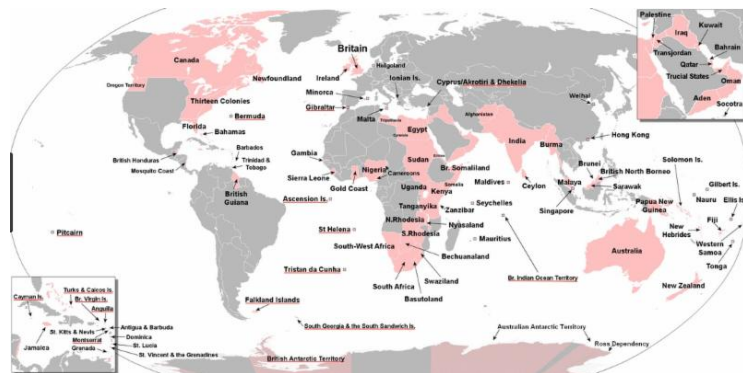 Canada
Newfoundland
Oregon Territory
Thirteen Colonies
Bermuda
Florida
Bahamas
British Honduras
Mosquito Coast
Barbados
Trinidad &
Tobago
British
Guiana
Pitcairn
Britain
Ireland
Heligoland
Ionian Is.
Minorca
Gibraltar
Malta
Cyprus/Akrotiri & Dhekelia
Weihai
Afghanistan
Egypt
Sudan
Gambia
Sierra Leone
Gold Coast
Nigeria
Cameroons
Br. Somaliland
Somalia
Uganda
Kenya
Tanganyika
Zanzibar
Ascension Is.
St Helena
Tristan da Cunha
N.Rhodesia
S.Rhodesia
Nyasaland
South-West Africa
Bechuanaland
Swaziland
South Africa
Basutoland
India
Burma
Hong Kong
Ceylon
Maldives
Seychelles
Mauritius
Br. Indian Ocean Territory
Brunei
British North Borneo
Malaya
Sarawak
Singapore
Papua New
Guinea
Solomon Is.
Nauru
Gilbert Is.
Ellis Is
Fiji
New
Hebrides
Western
Samoa
Tonga
Australia
New Zealand
Falkland Islands
South Georgia & the South Sandwich Is.
British Antarctic Territory
Australian Antarctic Territory
Ross Dependency
Palestine
Iraq
Kuwait
Transjordan
Bahrain
Qatar
Trucial States
Oman
Aden
Socotra
Cayman Is.
Turks & Caicos Is.
Br. Virgin Is.
Anguilla
St. Kitts & Nevis
Antigua & Barbuda
Montserrat
Dominica
St. Lucia
Jamaica
Grenada
St. Vincent & the Grenadines